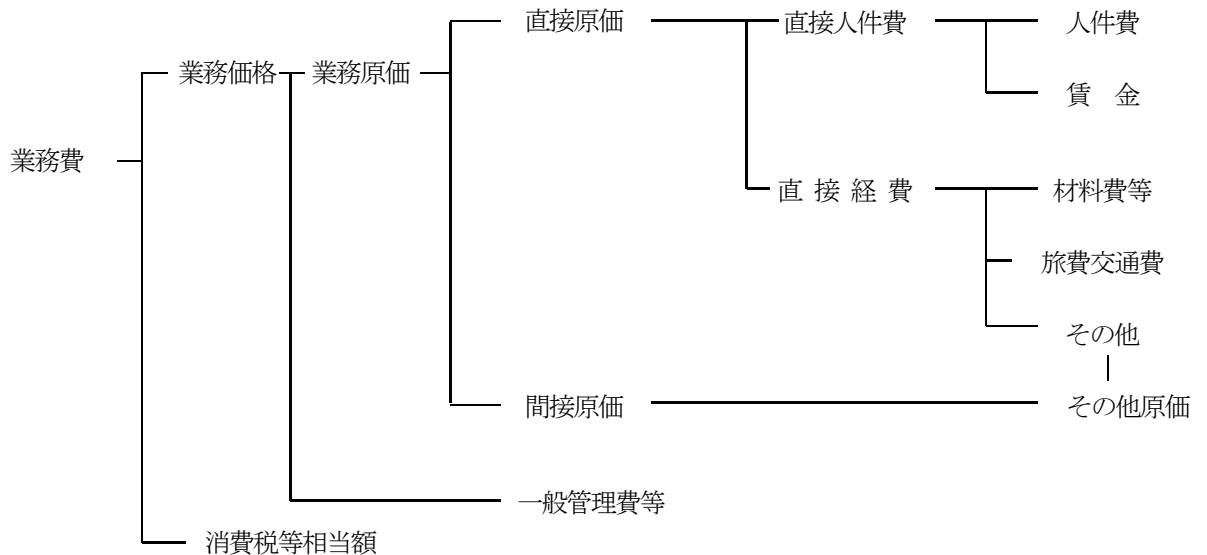 直接原価
直接人件費
人件費
業務価格
業務原価
賃　金
業務費
直 接 経 費
材料費等
旅費交通費
その他
間接原価
その他原価
一般管理費等
消費税等相当額